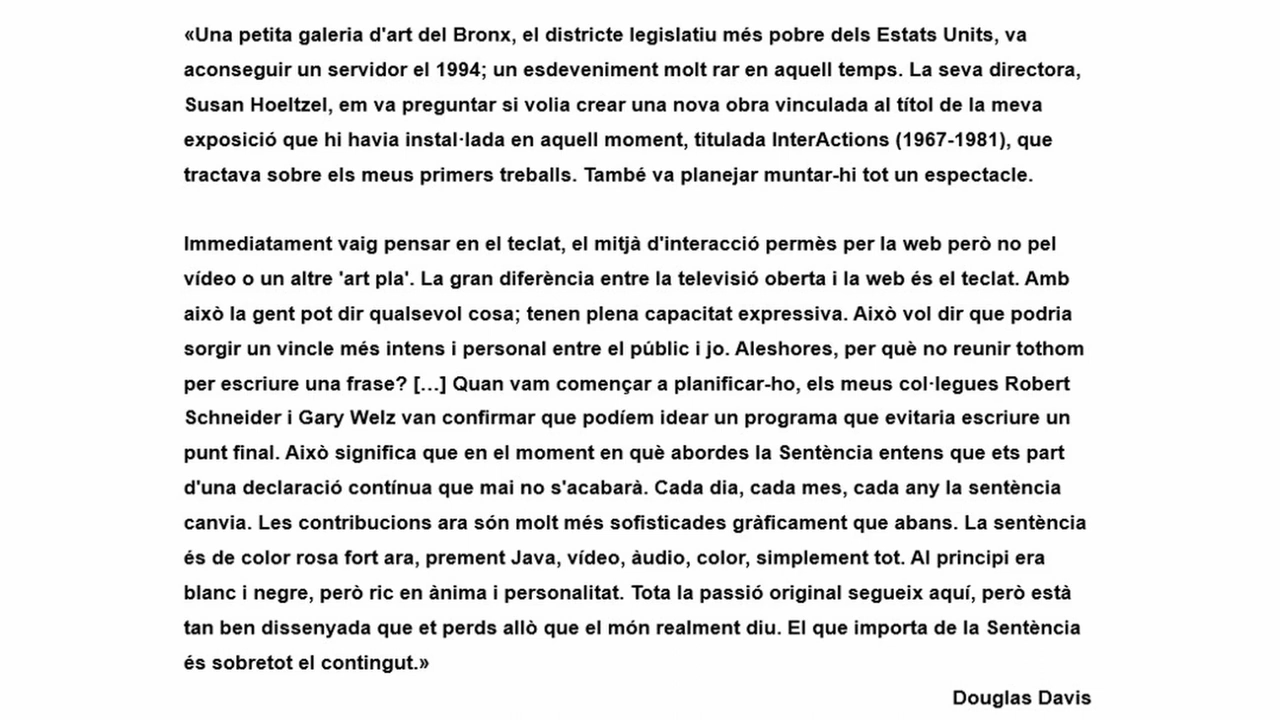 «Una petita galeria d'art del Bronx, el districte legislatiu més pobre dels Estats Units, va
aconseguir un servidor el 1994; un esdeveniment molt rar en aquell temps. La seva directora,
Susan Hoeltzel, em va preguntar si volia crear una nova obra vinculada al títol de la meva
exposició que hi havia instal·lada en aquell moment, titulada InterActions (1967-1981), que
tractava sobre els meus primers treballs. També va planejar muntar-hi tot un espectacle.
Immediatament vaig pensar en el teclat, el mitjà d'interacció permès per la web però no pel
vídeo o un altre 'art pla'. La gran diferència entre la televisió oberta i la web és el teclat. Amb
això la gent pot dir qualsevol cosa; tenen plena capacitat expressiva. Això vol dir que podria
sorgir un vincle més intens i personal entre el públic i jo. Aleshores, per què no reunir tothom
per escriure una frase? [...] Quan vam començar a planificar-ho, els meus col·legues Robert
Schneider i Gary Welz van confirmar que podíem idear un programa que evitaria escriure un
punt final. Això significa que en el moment en què abordes la Sentència entens que ets part
d'una declaració contínua que mai no s'acabarà. Cada dia, cada mes, cada any la sentència
canvia. Les contribucions ara són molt més sofisticades gràficament que abans. La sentència
és de color rosa fort ara, prement Java, vídeo, àudio, color, simplement tot. Al principi era
blanc i negre, però ric en ànima i personalitat. Tota la passió original segueix aquí, però està
tan ben dissenyada que et perds allò que el món realment diu. El que importa de la Sentència
és sobretot el contingut.»
Douglas Davis